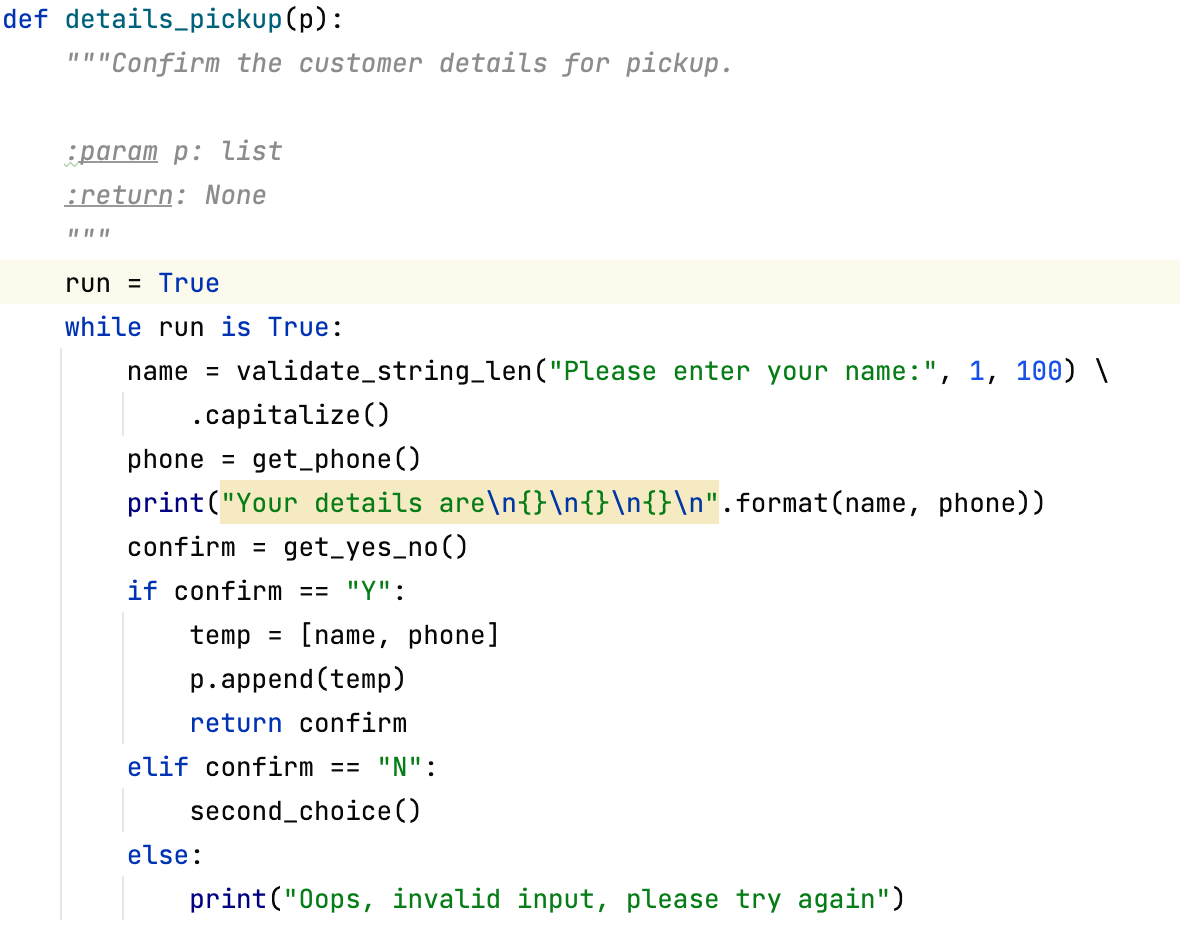 def details_pickup(p):
    """Confirm the customer details for pickup.

    :param p: list
    :return: None
    """
    run = True
    while run is True:
        name = validate_string_len("Please enter your name:", 1, 100) \
            .capitalize()
        phone = get_phone()
        print("Your details are\n{}\n{}\n{}\n".format(name, phone))
        confirm = get_yes_no()
        if confirm == "Y":
            temp = [name, phone]
            p.append(temp)
            return confirm
        elif confirm == "N":
            second_choice()
        else:
            print("Oops, invalid input, please try again")